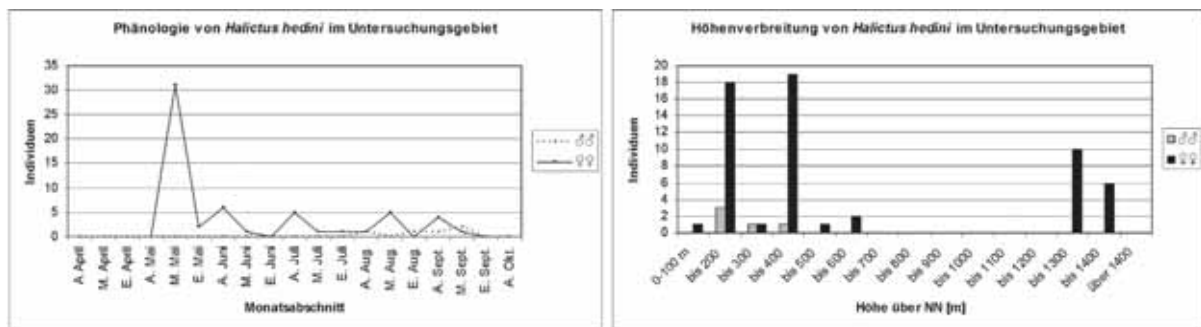 Phänologie von Halictus hedini im Untersuchungsgebiet
35
30
25
20
15
10
5
0
Individuen
A. April
M. April
E. April
A. Mai
M. Mai
E. Mai
A. Juni
M. Juni
E. Juni
A. Juli
M. Juli
E. Juli
A. Aug.
M. Aug.
E. Aug.
A. Sept.
M. Sept.
E. Sept.
A. Okt.
Monatsabschnitt
♂♂
♀♀
Höhenverbreitung von Halictus hedini im Untersuchungsgebiet
20
18
16
14
12
10
8
6
4
2
0
Individuen
0-100 m
bis 200
bis 300
bis 400
bis 500
bis 600
bis 700
bis 800
bis 900
bis 1000
bis 1100
bis 1200
bis 1300
bis 1400
über 1400
Höhe über NN [m]
♂♂
♀♀